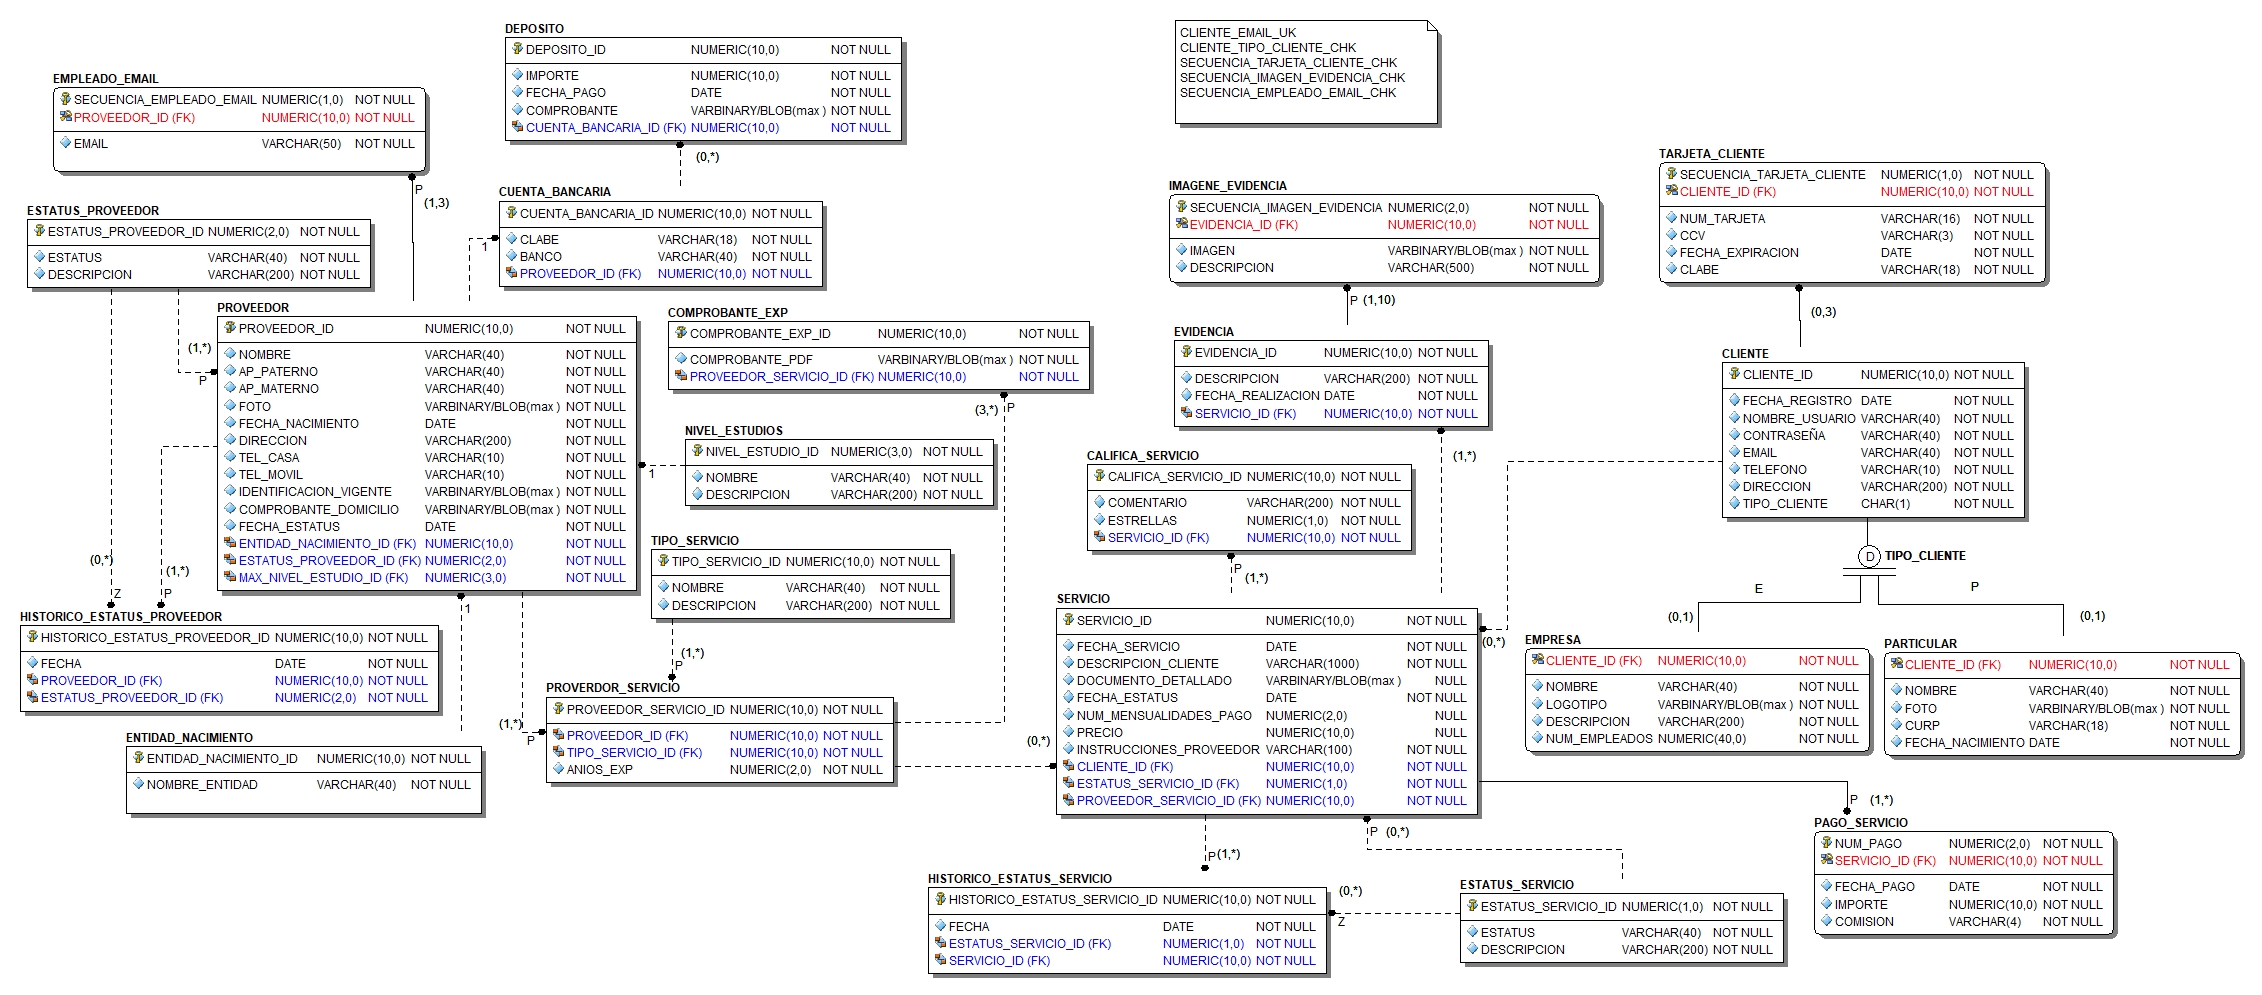 DEPOSITO
DEPOSITO_ID NUMERIC(10,0) NOT NULL
IMPORTE NUMERIC(10,0) NOT NULL
FECHA_PAGO DATE NOT NULL
COMPROBANTE VARBINARY/BLOB(max ) NOT NULL
CUENTA_BANCARIA_ID (FK) NUMERIC(10,0) NOT NULL
(0,*)
CLIENTE_EMAIL_UK
CLIENTE_TIPO_CLIENTE_CHK
SECUENCIA_TARJETA_CLIENTE_CHK
SECUENCIA_IMAGEN_EVIDENCIA_CHK
SECUENCIA_EMPLEADO_EMAIL_CHK
EMPLEADO_EMAIL
SECUENCIA_EMPLEADO_EMAIL NUMERIC(1,0) NOT NULL
PROVEEDOR_ID (FK) NUMERIC(10,0) NOT NULL
EMAIL VARCHAR(50) NOT NULL
P
(1,3)
TARJETA_CLIENTE
SECUENCIA_TARJETA_CLIENTE NUMERIC(1,0) NOT NULL
CLIENTE_ID (FK) NUMERIC(10,0) NOT NULL
NUM_TARJETA VARCHAR(16) NOT NULL
CCV VARCHAR(3) NOT NULL
FECHA_EXPIRACION DATE NOT NULL
CLABE VARCHAR(18) NOT NULL
(0,3)
CUENTA_BANCARIA
CUENTA_BANCARIA_ID NUMERIC(10,0) NOT NULL
CLABE VARCHAR(18) NOT NULL
BANCO VARCHAR(40) NOT NULL
PROVEEDOR_ID (FK) NUMERIC(10,0) NOT NULL
1
IMAGENE_EVIDENCIA
SECUENCIA_IMAGEN_EVIDENCIA NUMERIC(2,0) NOT NULL
EVIDENCIA_ID (FK) NUMERIC(10,0) NOT NULL
IMAGEN VARBINARY/BLOB(max ) NOT NULL
DESCRIPCION VARCHAR(500) NOT NULL
P (1,10)
ESTATUS_PROVEEDOR
ESTATUS_PROVEEDOR_ID NUMERIC(2,0) NOT NULL
ESTATUS VARCHAR(40) NOT NULL
DESCRIPCION VARCHAR(200) NOT NULL
(1,*)
P
(0,*)
Z
PROVEEDOR
PROVEEDOR_ID NUMERIC(10,0) NOT NULL
NOMBRE VARCHAR(40) NOT NULL
AP_PATERNO VARCHAR(40) NOT NULL
AP_MATERNO VARCHAR(40) NOT NULL
FOTO VARBINARY/BLOB(max ) NOT NULL
FECHA_NACIMIENTO DATE NOT NULL
DIRECCION VARCHAR(200) NOT NULL
TEL_CASA VARCHAR(10) NOT NULL
TEL_MOVIL VARCHAR(10) NOT NULL
IDENTIFICACION_VIGENTE VARBINARY/BLOB(max ) NOT NULL
COMPROBANTE_DOMICILIO VARBINARY/BLOB(max ) NOT NULL
FECHA_ESTATUS DATE NOT NULL
ENTIDAD_NACIMIENTO_ID (FK) NUMERIC(10,0) NOT NULL
ESTATUS_PROVEEDOR_ID (FK) NUMERIC(2,0) NOT NULL
MAX_NIVEL_ESTUDIO_ID (FK) NUMERIC(3,0) NOT NULL
(1,*)
P
1
COMPROBANTE_EXP
COMPROBANTE_EXP_ID NUMERIC(10,0) NOT NULL
COMPROBANTE_PDF VARBINARY/BLOB(max ) NOT NULL
PROVEEDOR_SERVICIO_ID (FK) NUMERIC(10,0) NOT NULL
(3,*) P
EVIDENCIA
EVIDENCIA_ID NUMERIC(10,0) NOT NULL
DESCRIPCION VARCHAR(200) NOT NULL
FECHA_REALIZACION DATE NOT NULL
SERVICIO_ID (FK) NUMERIC(10,0) NOT NULL
(1,*)
CLIENTE
CLIENTE_ID NUMERIC(10,0) NOT NULL
FECHA_REGISTRO DATE NOT NULL
NOMBRE_USUARIO VARCHAR(40) NOT NULL
CONTRASEÑA VARCHAR(40) NOT NULL
EMAIL VARCHAR(40) NOT NULL
TELEFONO VARCHAR(10) NOT NULL
DIRECCION VARCHAR(200) NOT NULL
TIPO_CLIENTE CHAR(1) NOT NULL
NIVEL_ESTUDIOS
NIVEL_ESTUDIO_ID NUMERIC(3,0) NOT NULL
NOMBRE VARCHAR(40) NOT NULL
DESCRIPCION VARCHAR(200) NOT NULL
1
CALIFICA_SERVICIO
CALIFICA_SERVICIO_ID NUMERIC(10,0) NOT NULL
COMENTARIO VARCHAR(200) NOT NULL
ESTRELLAS NUMERIC(1,0) NOT NULL
SERVICIO_ID (FK) NUMERIC(10,0) NOT NULL
P
(1,*)
TIPO_SERVICIO
TIPO_SERVICIO_ID NUMERIC(10,0) NOT NULL
NOMBRE VARCHAR(40) NOT NULL
DESCRIPCION VARCHAR(200) NOT NULL
(1,*)
P
D TIPO_CLIENTE
E
P
(0,1)
(0,1)
HISTORICO_ESTATUS_PROVEEDOR
HISTORICO_ESTATUS_PROVEEDOR_ID NUMERIC(10,0) NOT NULL
FECHA DATE NOT NULL
PROVEEDOR_ID (FK) NUMERIC(10,0) NOT NULL
ESTATUS_PROVEEDOR_ID (FK) NUMERIC(2,0) NOT NULL
SERVICIO
SERVICIO_ID NUMERIC(10,0) NOT NULL
FECHA_SERVICIO DATE NOT NULL
DESCRIPCION_CLIENTE VARCHAR(1000) NOT NULL
DOCUMENTO_DETALLADO VARBINARY/BLOB(max ) NULL
FECHA_ESTATUS DATE NOT NULL
NUM_MENSUALIDADES_PAGO NUMERIC(2,0) NULL
PRECIO NUMERIC(10,0) NULL
INSTRUCCIONES_PROVEEDOR VARCHAR(100) NOT NULL
CLIENTE_ID (FK) NUMERIC(10,0) NOT NULL
ESTATUS_SERVICIO_ID (FK) NUMERIC(1,0) NOT NULL
PROVEEDOR_SERVICIO_ID (FK) NUMERIC(10,0) NOT NULL
(0,*)
EMPRESA
CLIENTE_ID (FK) NUMERIC(10,0) NOT NULL
NOMBRE VARCHAR(40) NOT NULL
LOGOTIPO VARBINARY/BLOB(max ) NOT NULL
DESCRIPCION VARCHAR(200) NOT NULL
NUM_EMPLEADOS NUMERIC(40,0) NOT NULL
PARTICULAR
CLIENTE_ID (FK) NUMERIC(10,0) NOT NULL
NOMBRE VARCHAR(40) NOT NULL
FOTO VARBINARY/BLOB(max ) NOT NULL
CURP VARCHAR(18) NOT NULL
FECHA_NACIMIENTO DATE NOT NULL
PROVERDOR_SERVICIO
PROVEEDOR_SERVICIO_ID NUMERIC(10,0) NOT NULL
PROVEEDOR_ID (FK) NUMERIC(10,0) NOT NULL
TIPO_SERVICIO_ID (FK) NUMERIC(10,0) NOT NULL
ANIOS_EXP NUMERIC(2,0) NOT NULL
(1,*)
P
(0,*)
ENTIDAD_NACIMIENTO
ENTIDAD_NACIMIENTO_ID NUMERIC(10,0) NOT NULL
NOMBRE_ENTIDAD VARCHAR(40) NOT NULL
P (1,*)
PAGO_SERVICIO
NUM_PAGO NUMERIC(2,0) NOT NULL
SERVICIO_ID (FK) NUMERIC(10,0) NOT NULL
FECHA_PAGO DATE NOT NULL
IMPORTE NUMERIC(10,0) NOT NULL
COMISION VARCHAR(4) NOT NULL
P (0,*)
P (1,*)
HISTORICO_ESTATUS_SERVICIO
HISTORICO_ESTATUS_SERVICIO_ID NUMERIC(10,0) NOT NULL
FECHA DATE NOT NULL
ESTATUS_SERVICIO_ID (FK) NUMERIC(1,0) NOT NULL
SERVICIO_ID (FK) NUMERIC(10,0) NOT NULL
(0,*)
Z
ESTATUS_SERVICIO
ESTATUS_SERVICIO_ID NUMERIC(1,0) NOT NULL
ESTATUS VARCHAR(40) NOT NULL
DESCRIPCION VARCHAR(200) NOT NULL